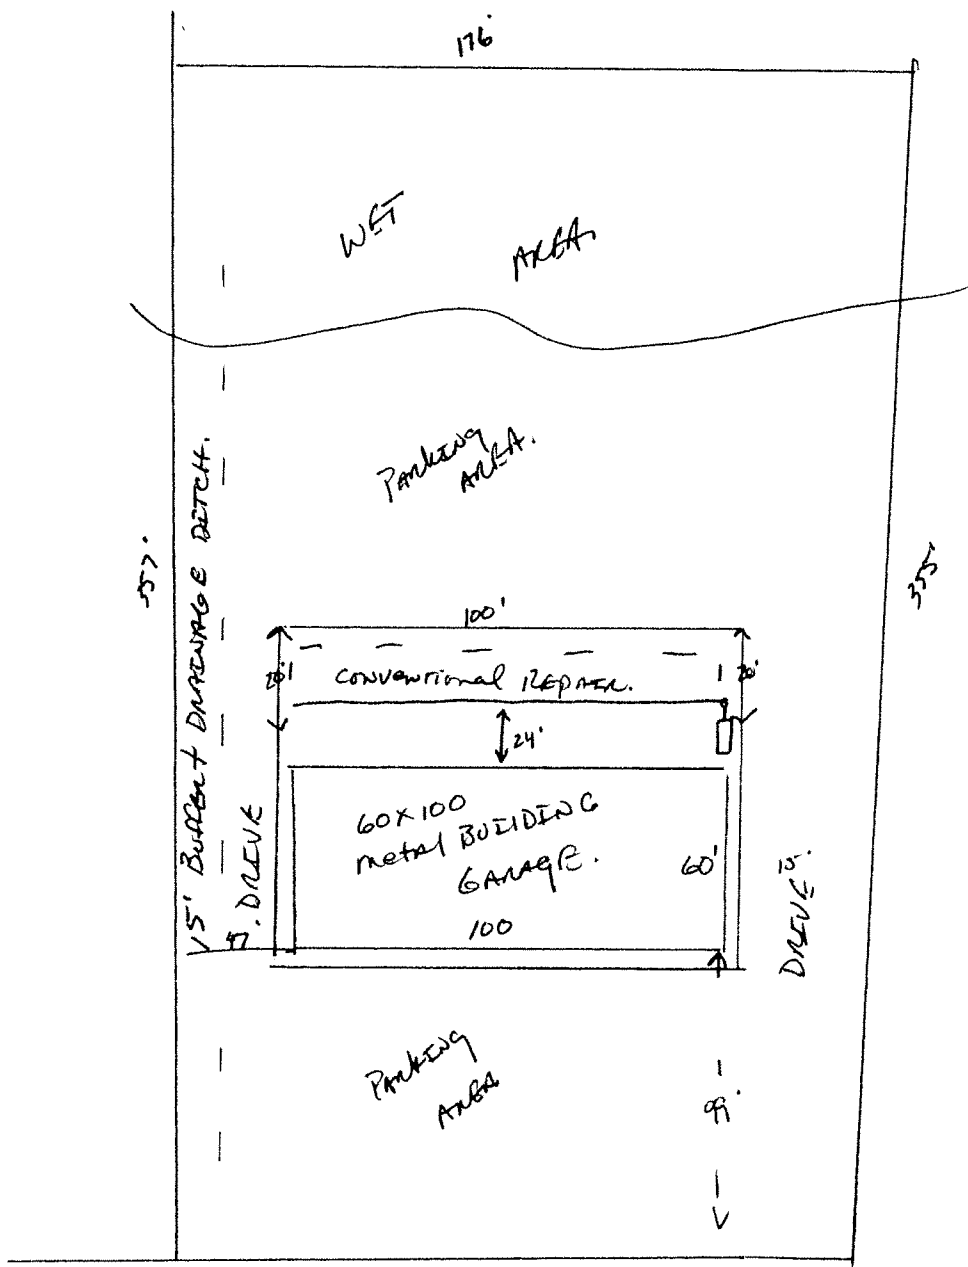 176'
WET
AREA.
PARKING
AREA.
15' BUFFER + DRAINAGE DITCH.
357'
355'
100'
20'
CONVENTIONAL REPAIR.
20'
24'
60X100
METAL BUILDING
GARAGE.
60'
100
DRIVE
DRIVE 15'.
PARKING
AREA
99'